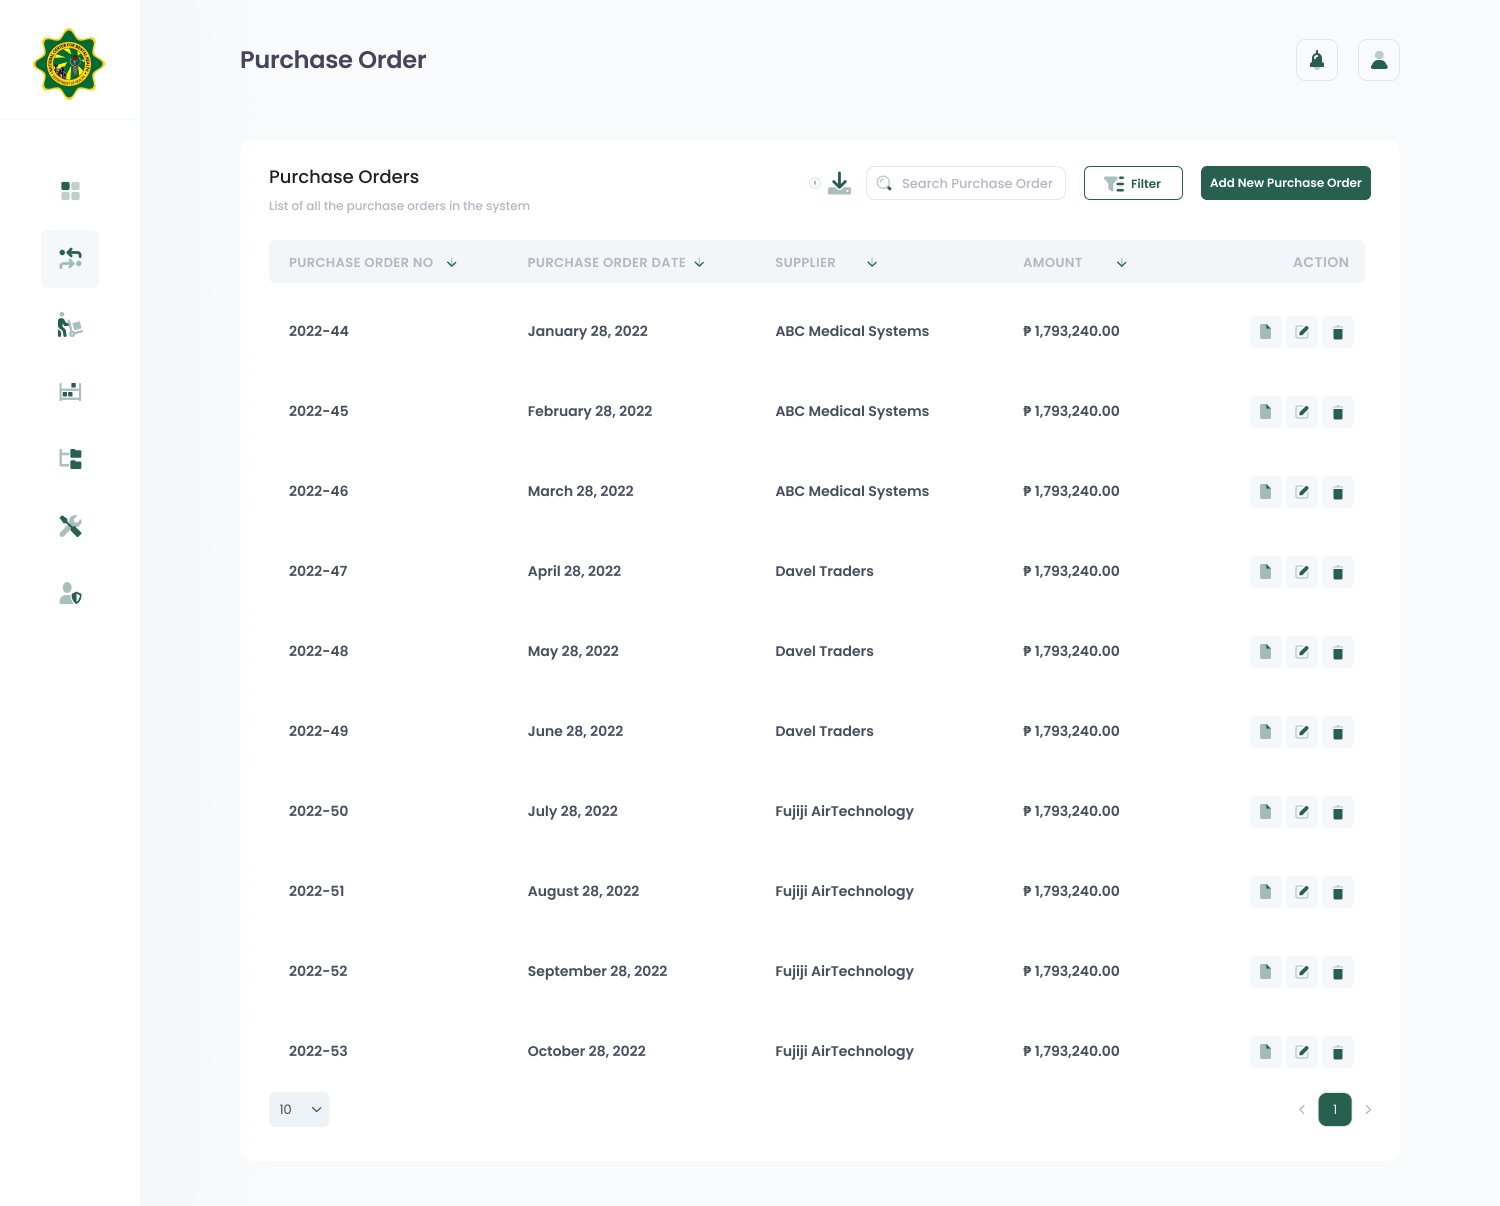 Purchase Order
Purchase Orders
List of all the purchase orders in the system
Search Purchase Order
Filter
Add New Purchase Order
PURCHASE ORDER NO PURCHASE ORDER DATE SUPPLIER AMOUNT ACTION
2022-44 January 28, 2022 ABC Medical Systems ₱ 1,793,240.00
2022-45 February 28, 2022 ABC Medical Systems ₱ 1,793,240.00
2022-46 March 28, 2022 ABC Medical Systems ₱ 1,793,240.00
2022-47 April 28, 2022 Davel Traders ₱ 1,793,240.00
2022-48 May 28, 2022 Davel Traders ₱ 1,793,240.00
2022-49 June 28, 2022 Davel Traders ₱ 1,793,240.00
2022-50 July 28, 2022 Fujiji AirTechnology ₱ 1,793,240.00
2022-51 August 28, 2022 Fujiji AirTechnology ₱ 1,793,240.00
2022-52 September 28, 2022 Fujiji AirTechnology ₱ 1,793,240.00
2022-53 October 28, 2022 Fujiji AirTechnology ₱ 1,793,240.00
10
1